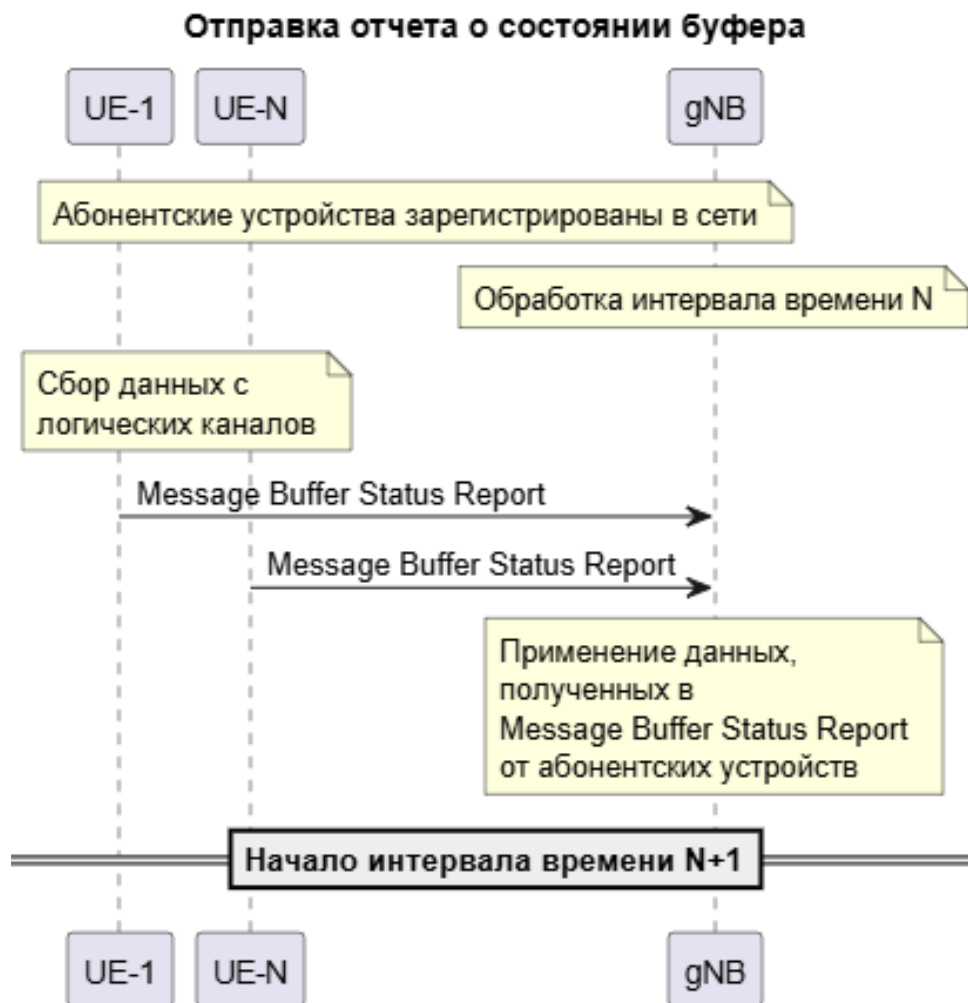 Отправка отчета о состоянии буфера
UE-1
UE-N
gNB
Абонентские устройства зарегистрированы в сети
Обработка интервала времени N
Сбор данных с
логических каналов
Message Buffer Status Report
Message Buffer Status Report
Применение данных,
полученных в
Message Buffer Status Report
от абонентских устройств
Начало интервала времени N+1
UE-1
UE-N
gNB